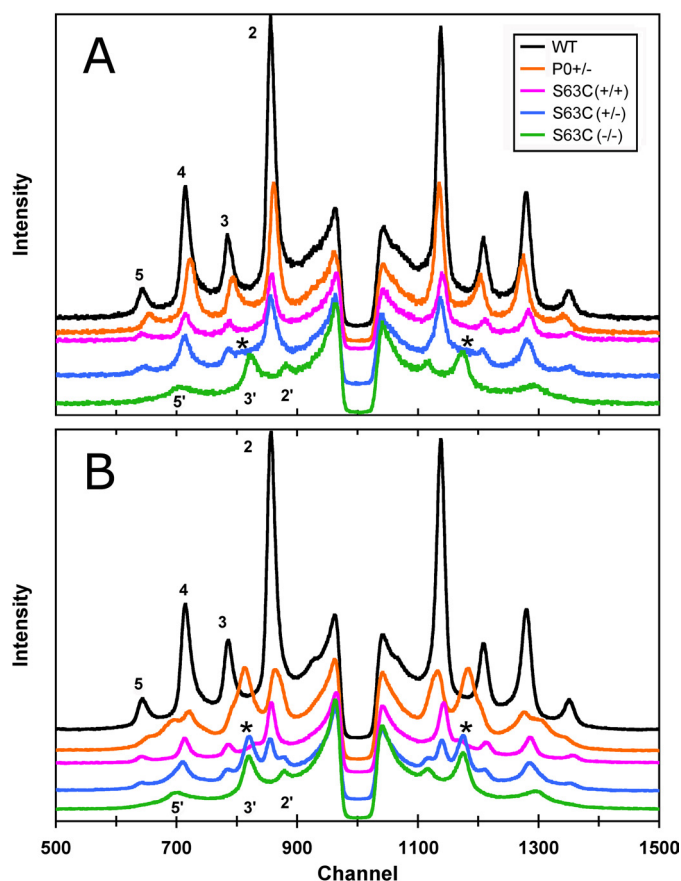 A
2
WT
P0+/-
S63C (+/+)
S63C (+/-)
S63C (-/-)
4
3
5
Intensity
*
*
5'
3'
2'
B
2
4
3
5
Intensity
*
*
5'
3'
2'
500
700
900
1100
1300
1500
Channel